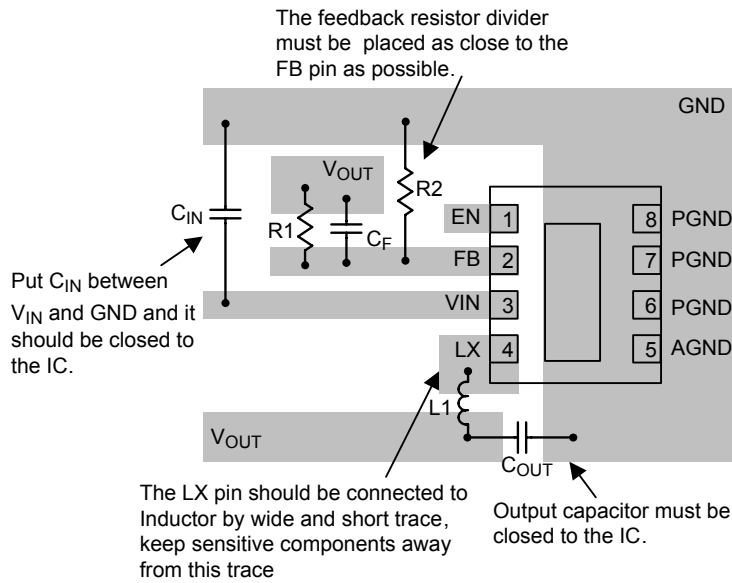 The feedback resistor divider
must be placed as close to the
FB pin as possible.
GND
VOUT
R2
CIN
R1
CF
EN 1
8 PGND
FB 2
7 PGND
VIN 3
6 PGND
LX 4
5 AGND
Put CIN between
VIN and GND and it
should be closed to
the IC.
L1
VOUT
COUT
The LX pin should be connected to
Inductor by wide and short trace,
keep sensitive components away
from this trace
Output capacitor must be
closed to the IC.